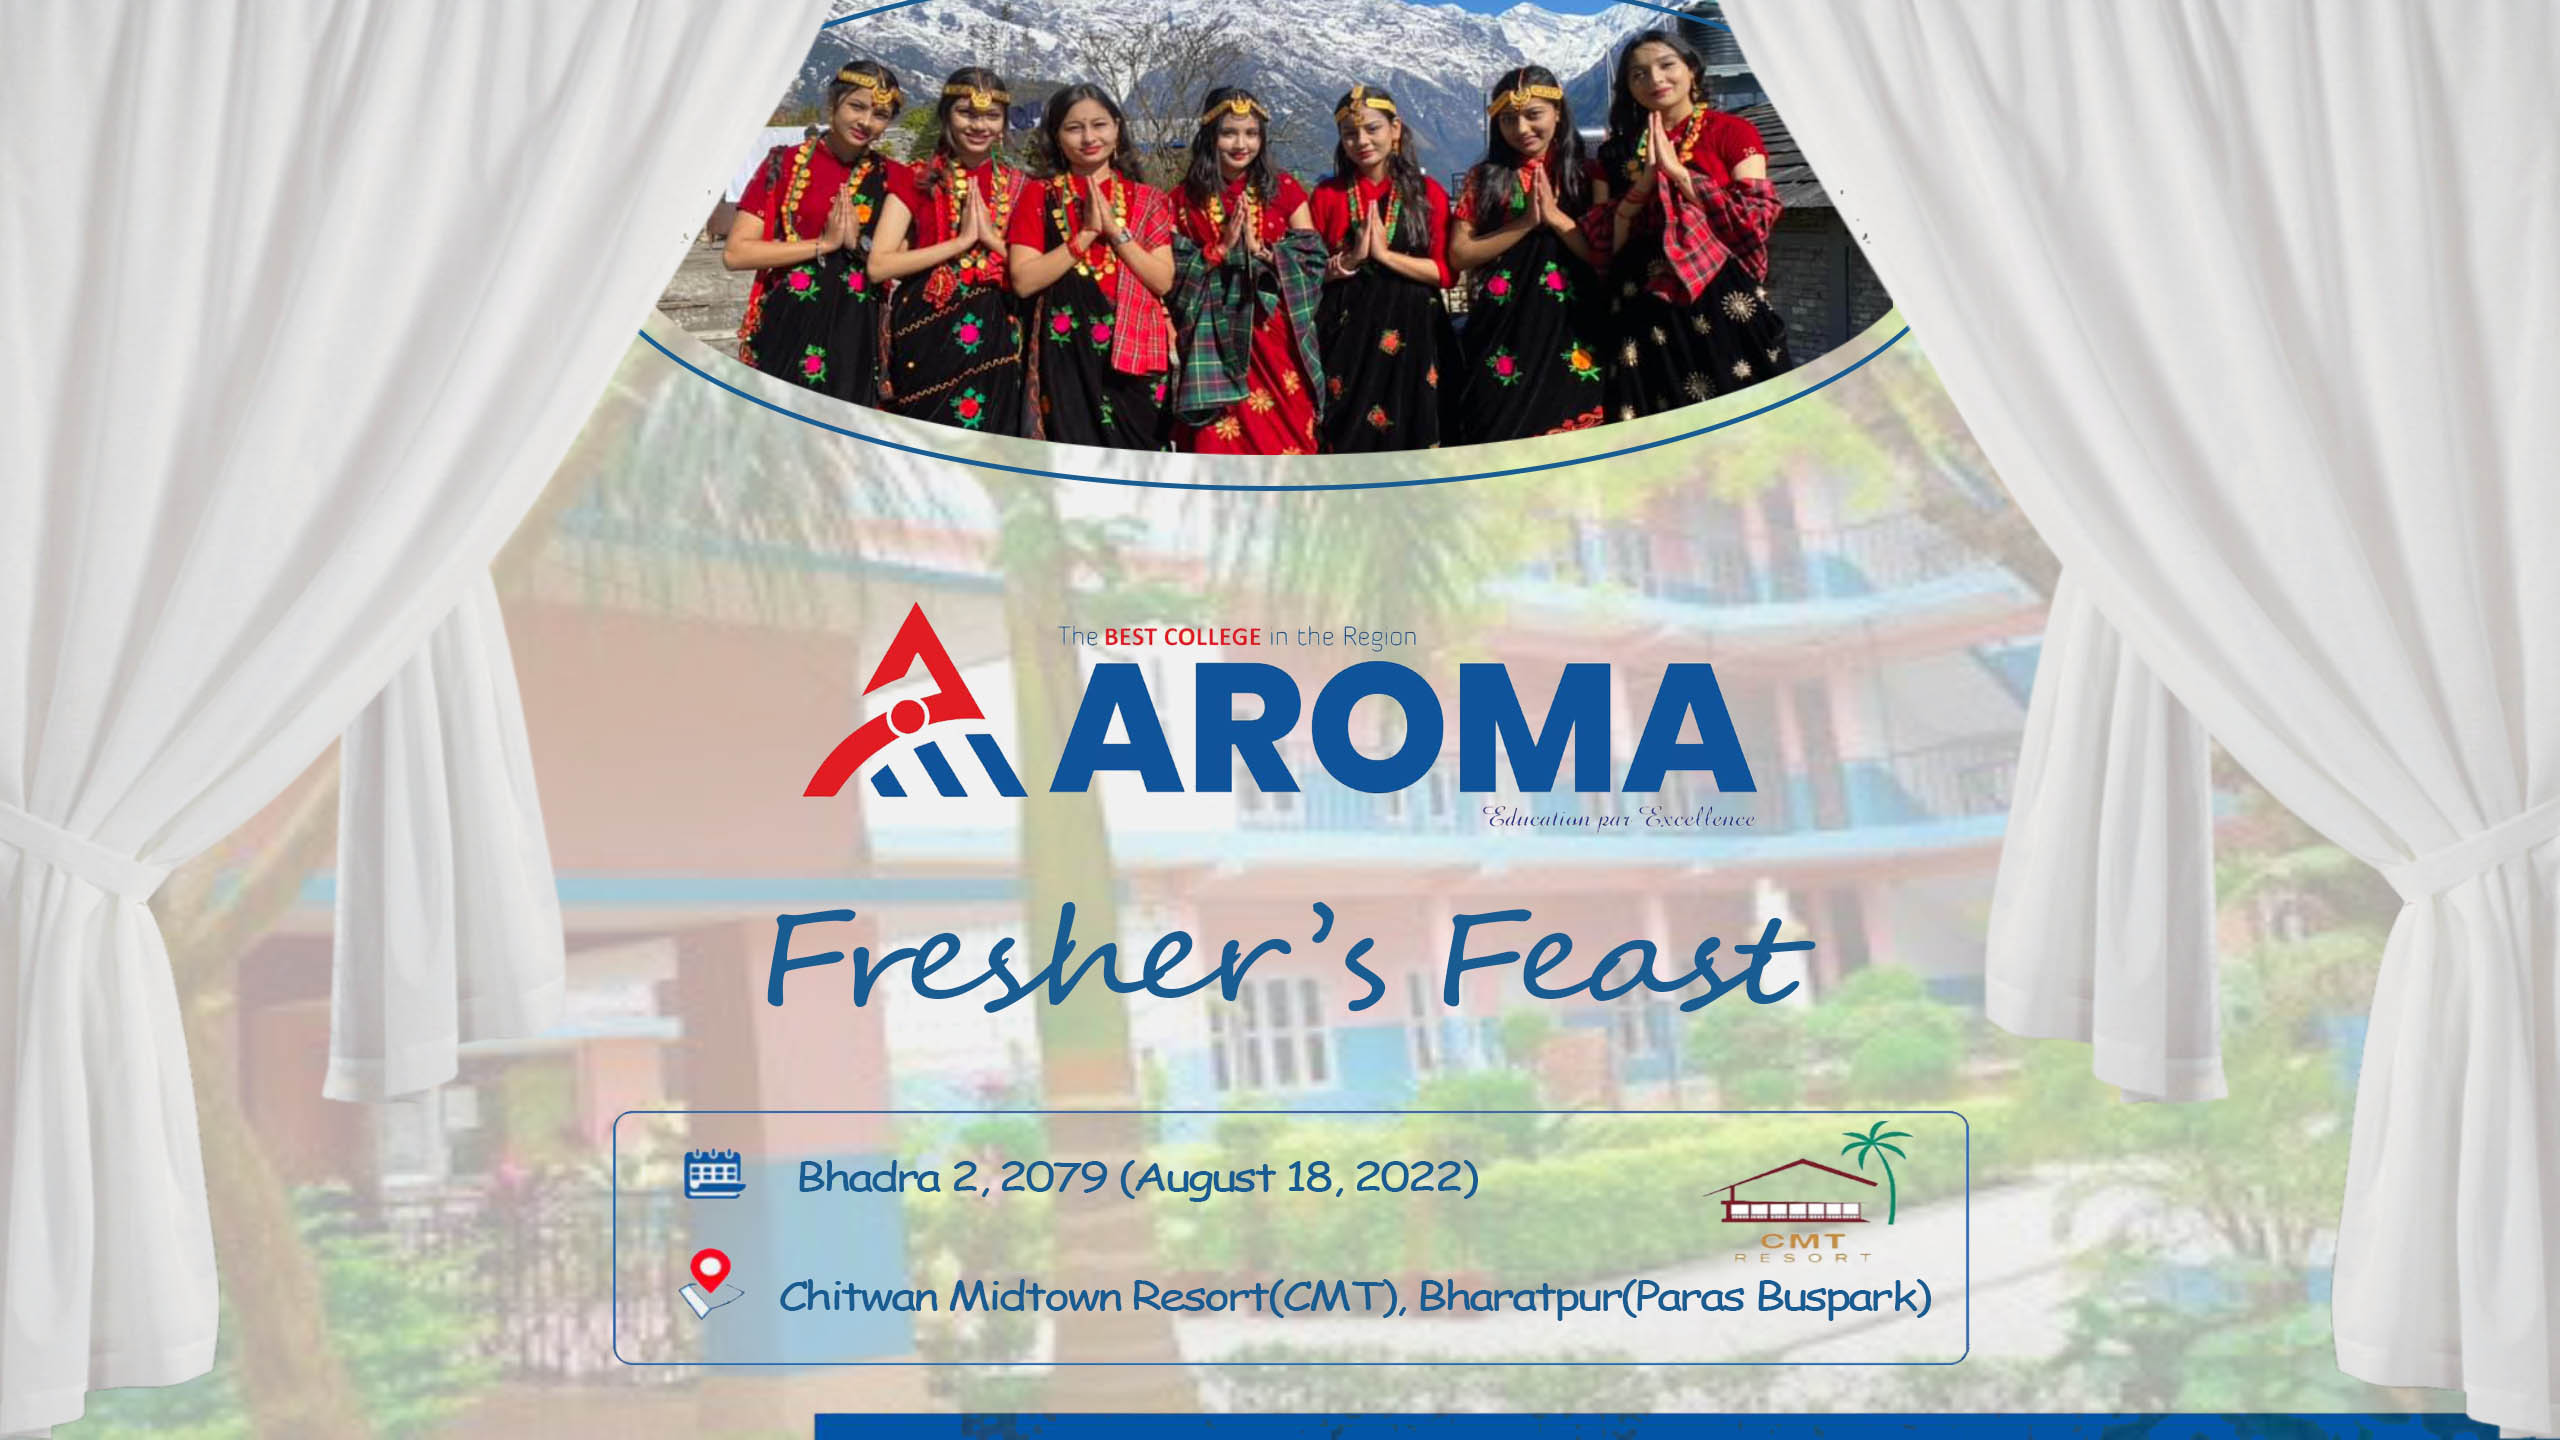 The BEST COLLEGE in the Region
AROMA
Education par Excellence
Fresher's Feast
Bhadra 2, 2079 (August 18, 2022)
CMT
RESORT
Chitwan Midtown Resort(CMT), Bharatpur(Paras Buspark)